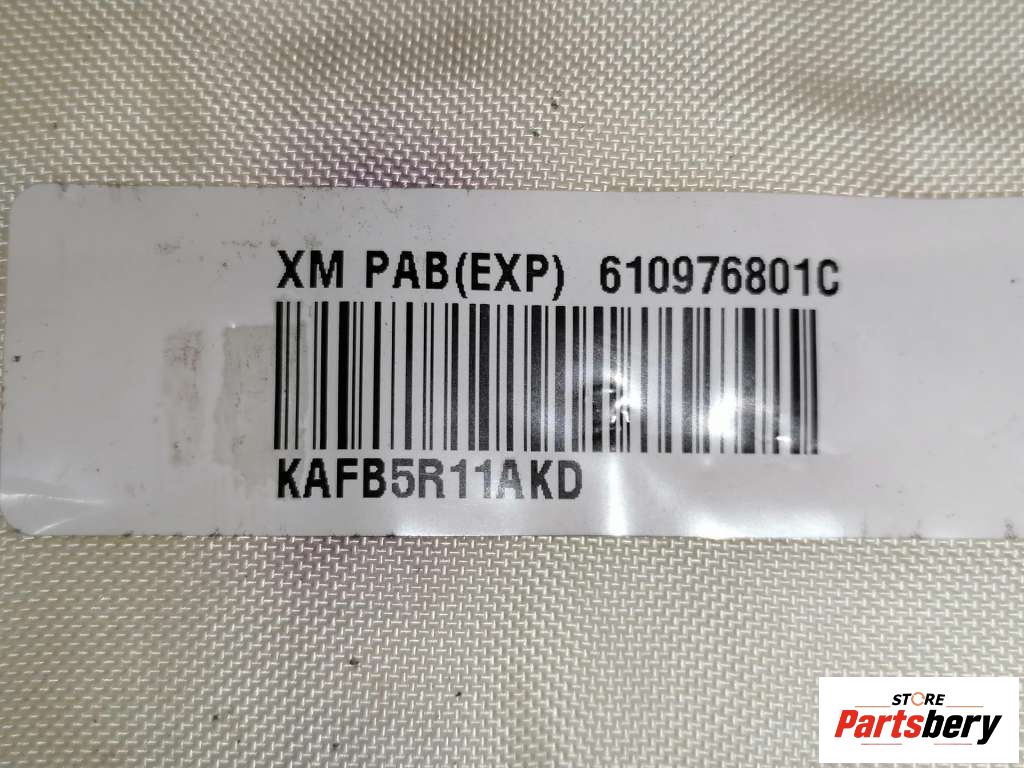 XM PAB(EXP) 610976801C
KAFB5R11AKD
STORE
Partsbery